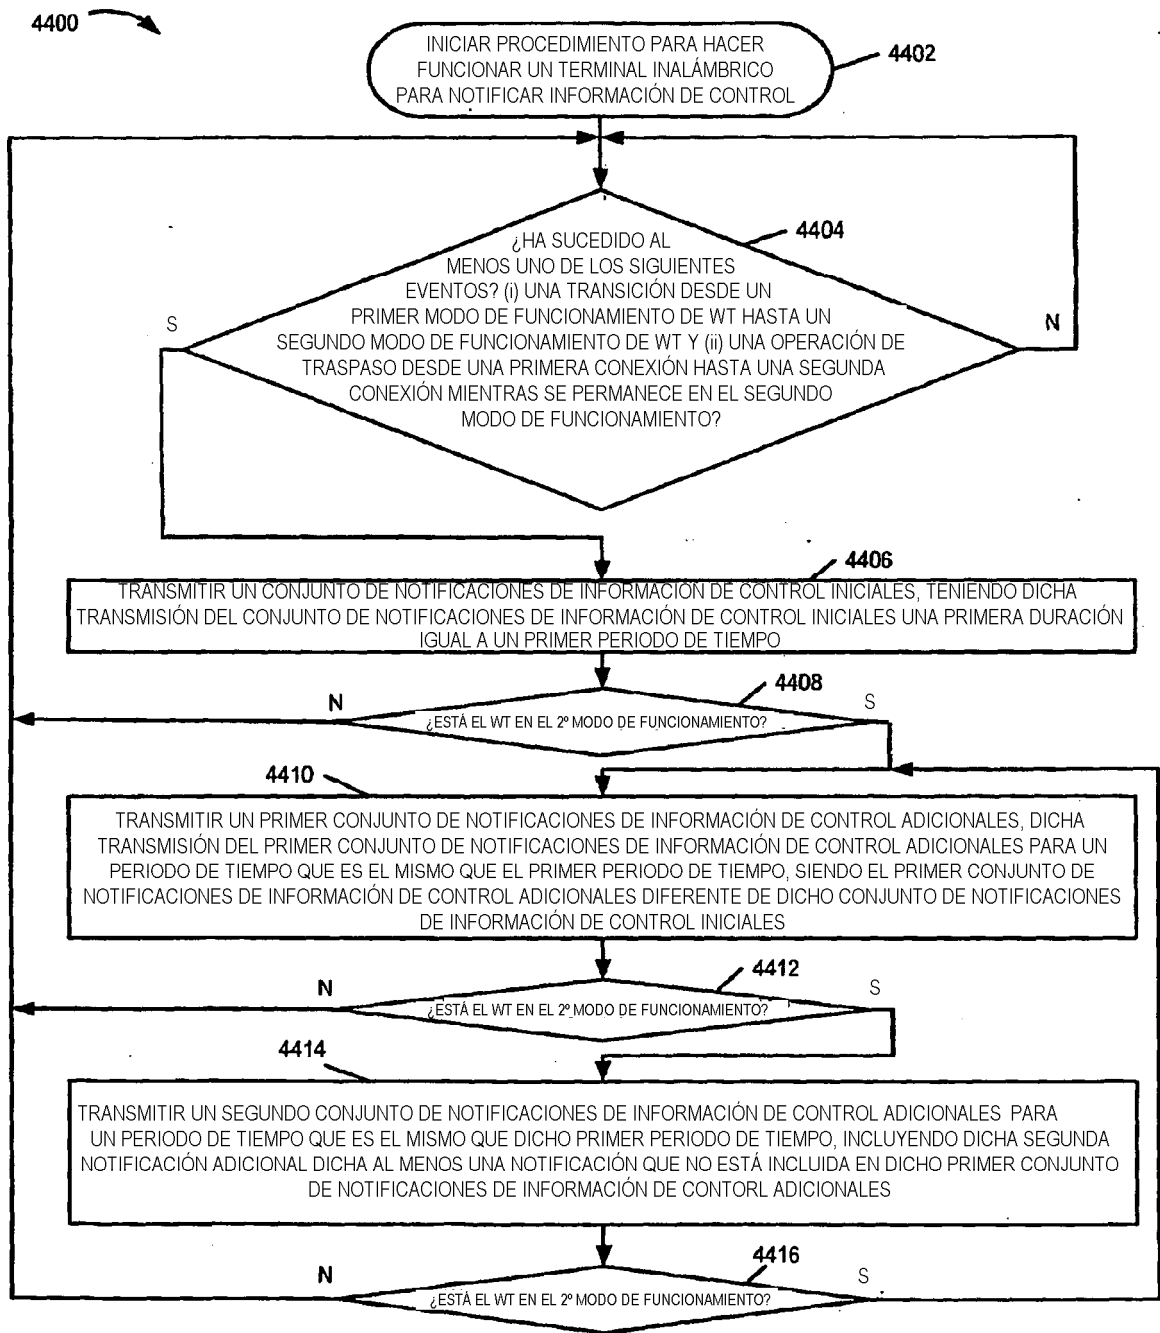 4400
INICIAR PROCEDIMIENTO PARA HACER
FUNCIONAR UN TERMINAL INALÁMBRICO
PARA NOTIFICAR INFORMACIÓN DE CONTROL
4402
4404
¿HA SUCEDIDO AL
MENOS UNO DE LOS SIGUIENTES
EVENTOS? (i) UNA TRANSICIÓN DESDE UN
PRIMER MODO DE FUNCIONAMIENTO DE WT HASTA UN
SEGUNDO MODO DE FUNCIONAMIENTO DE WT Y (ii) UNA OPERACIÓN DE
TRASPASO DESDE UNA PRIMERA CONEXIÓN HASTA UNA SEGUNDA
CONEXIÓN MIENTRAS SE PERMANECE EN EL SEGUNDO
MODO DE FUNCIONAMIENTO?
S
N
4406
TRANSMITIR UN CONJUNTO DE NOTIFICACIONES DE INFORMACIÓN DE CONTROL INICIALES, TENIENDO DICHA
TRANSMISIÓN DEL CONJUNTO DE NOTIFICACIONES DE INFORMACIÓN DE CONTROL INICIALES UNA PRIMERA DURACIÓN
IGUAL A UN PRIMER PERIODO DE TIEMPO
4408
N
¿ESTÁ EL WT EN EL 2º MODO DE FUNCIONAMIENTO?
S
4410
TRANSMITIR UN PRIMER CONJUNTO DE NOTIFICACIONES DE INFORMACIÓN DE CONTROL ADICIONALES, DICHA
TRANSMISIÓN DEL PRIMER CONJUNTO DE NOTIFICACIONES DE INFORMACIÓN DE CONTROL ADICIONALES PARA UN
PERIODO DE TIEMPO QUE ES EL MISMO QUE EL PRIMER PERIODO DE TIEMPO, SIENDO EL PRIMER CONJUNTO DE
NOTIFICACIONES DE INFORMACIÓN DE CONTROL ADICIONALES DIFERENTE DE DICHO CONJUNTO DE NOTIFICACIONES
DE INFORMACIÓN DE CONTROL INICIALES
4412
N
¿ESTÁ EL WT EN EL 2º MODO DE FUNCIONAMIENTO?
S
4414
TRANSMITIR UN SEGUNDO CONJUNTO DE NOTIFICACIONES DE INFORMACIÓN DE CONTROL ADICIONALES PARA
UN PERIODO DE TIEMPO QUE ES EL MISMO QUE DICHO PRIMER PERIODO DE TIEMPO, INCLUYENDO DICHA SEGUNDA
NOTIFICACIÓN ADICIONAL DICHA AL MENOS UNA NOTIFICACIÓN QUE NO ESTÁ INCLUIDA EN DICHO PRIMER CONJUNTO
DE NOTIFICACIONES DE INFORMACIÓN DE CONTORL ADICIONALES
4416
N
¿ESTÁ EL WT EN EL 2º MODO DE FUNCIONAMIENTO?
S